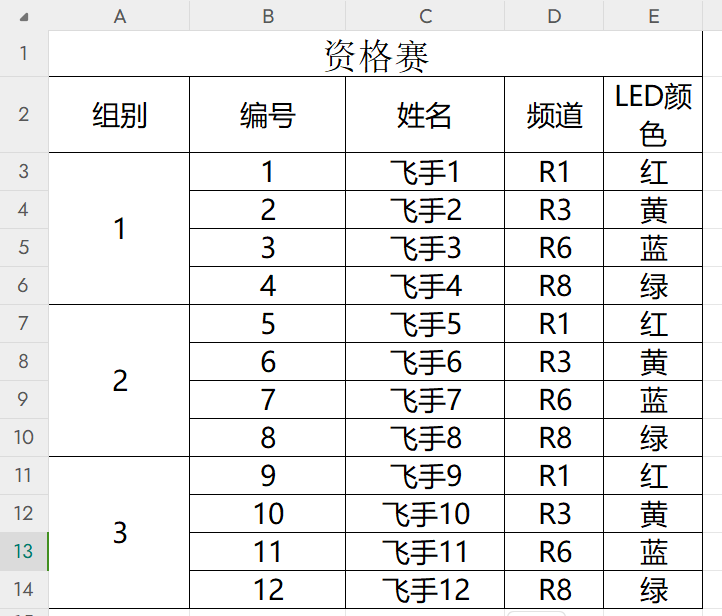 A B C D E
1 资格赛
2 组别 编号 姓名 频道 LED颜色
3 1 1 飞手1 R1 红
4 2 飞手2 R3 黄
5 3 飞手3 R6 蓝
6 4 飞手4 R8 绿
7 2 5 飞手5 R1 红
8 6 飞手6 R3 黄
9 7 飞手7 R6 蓝
10 8 飞手8 R8 绿
11 3 9 飞手9 R1 红
12 10 飞手10 R3 黄
13 11 飞手11 R6 蓝
14 12 飞手12 R8 绿